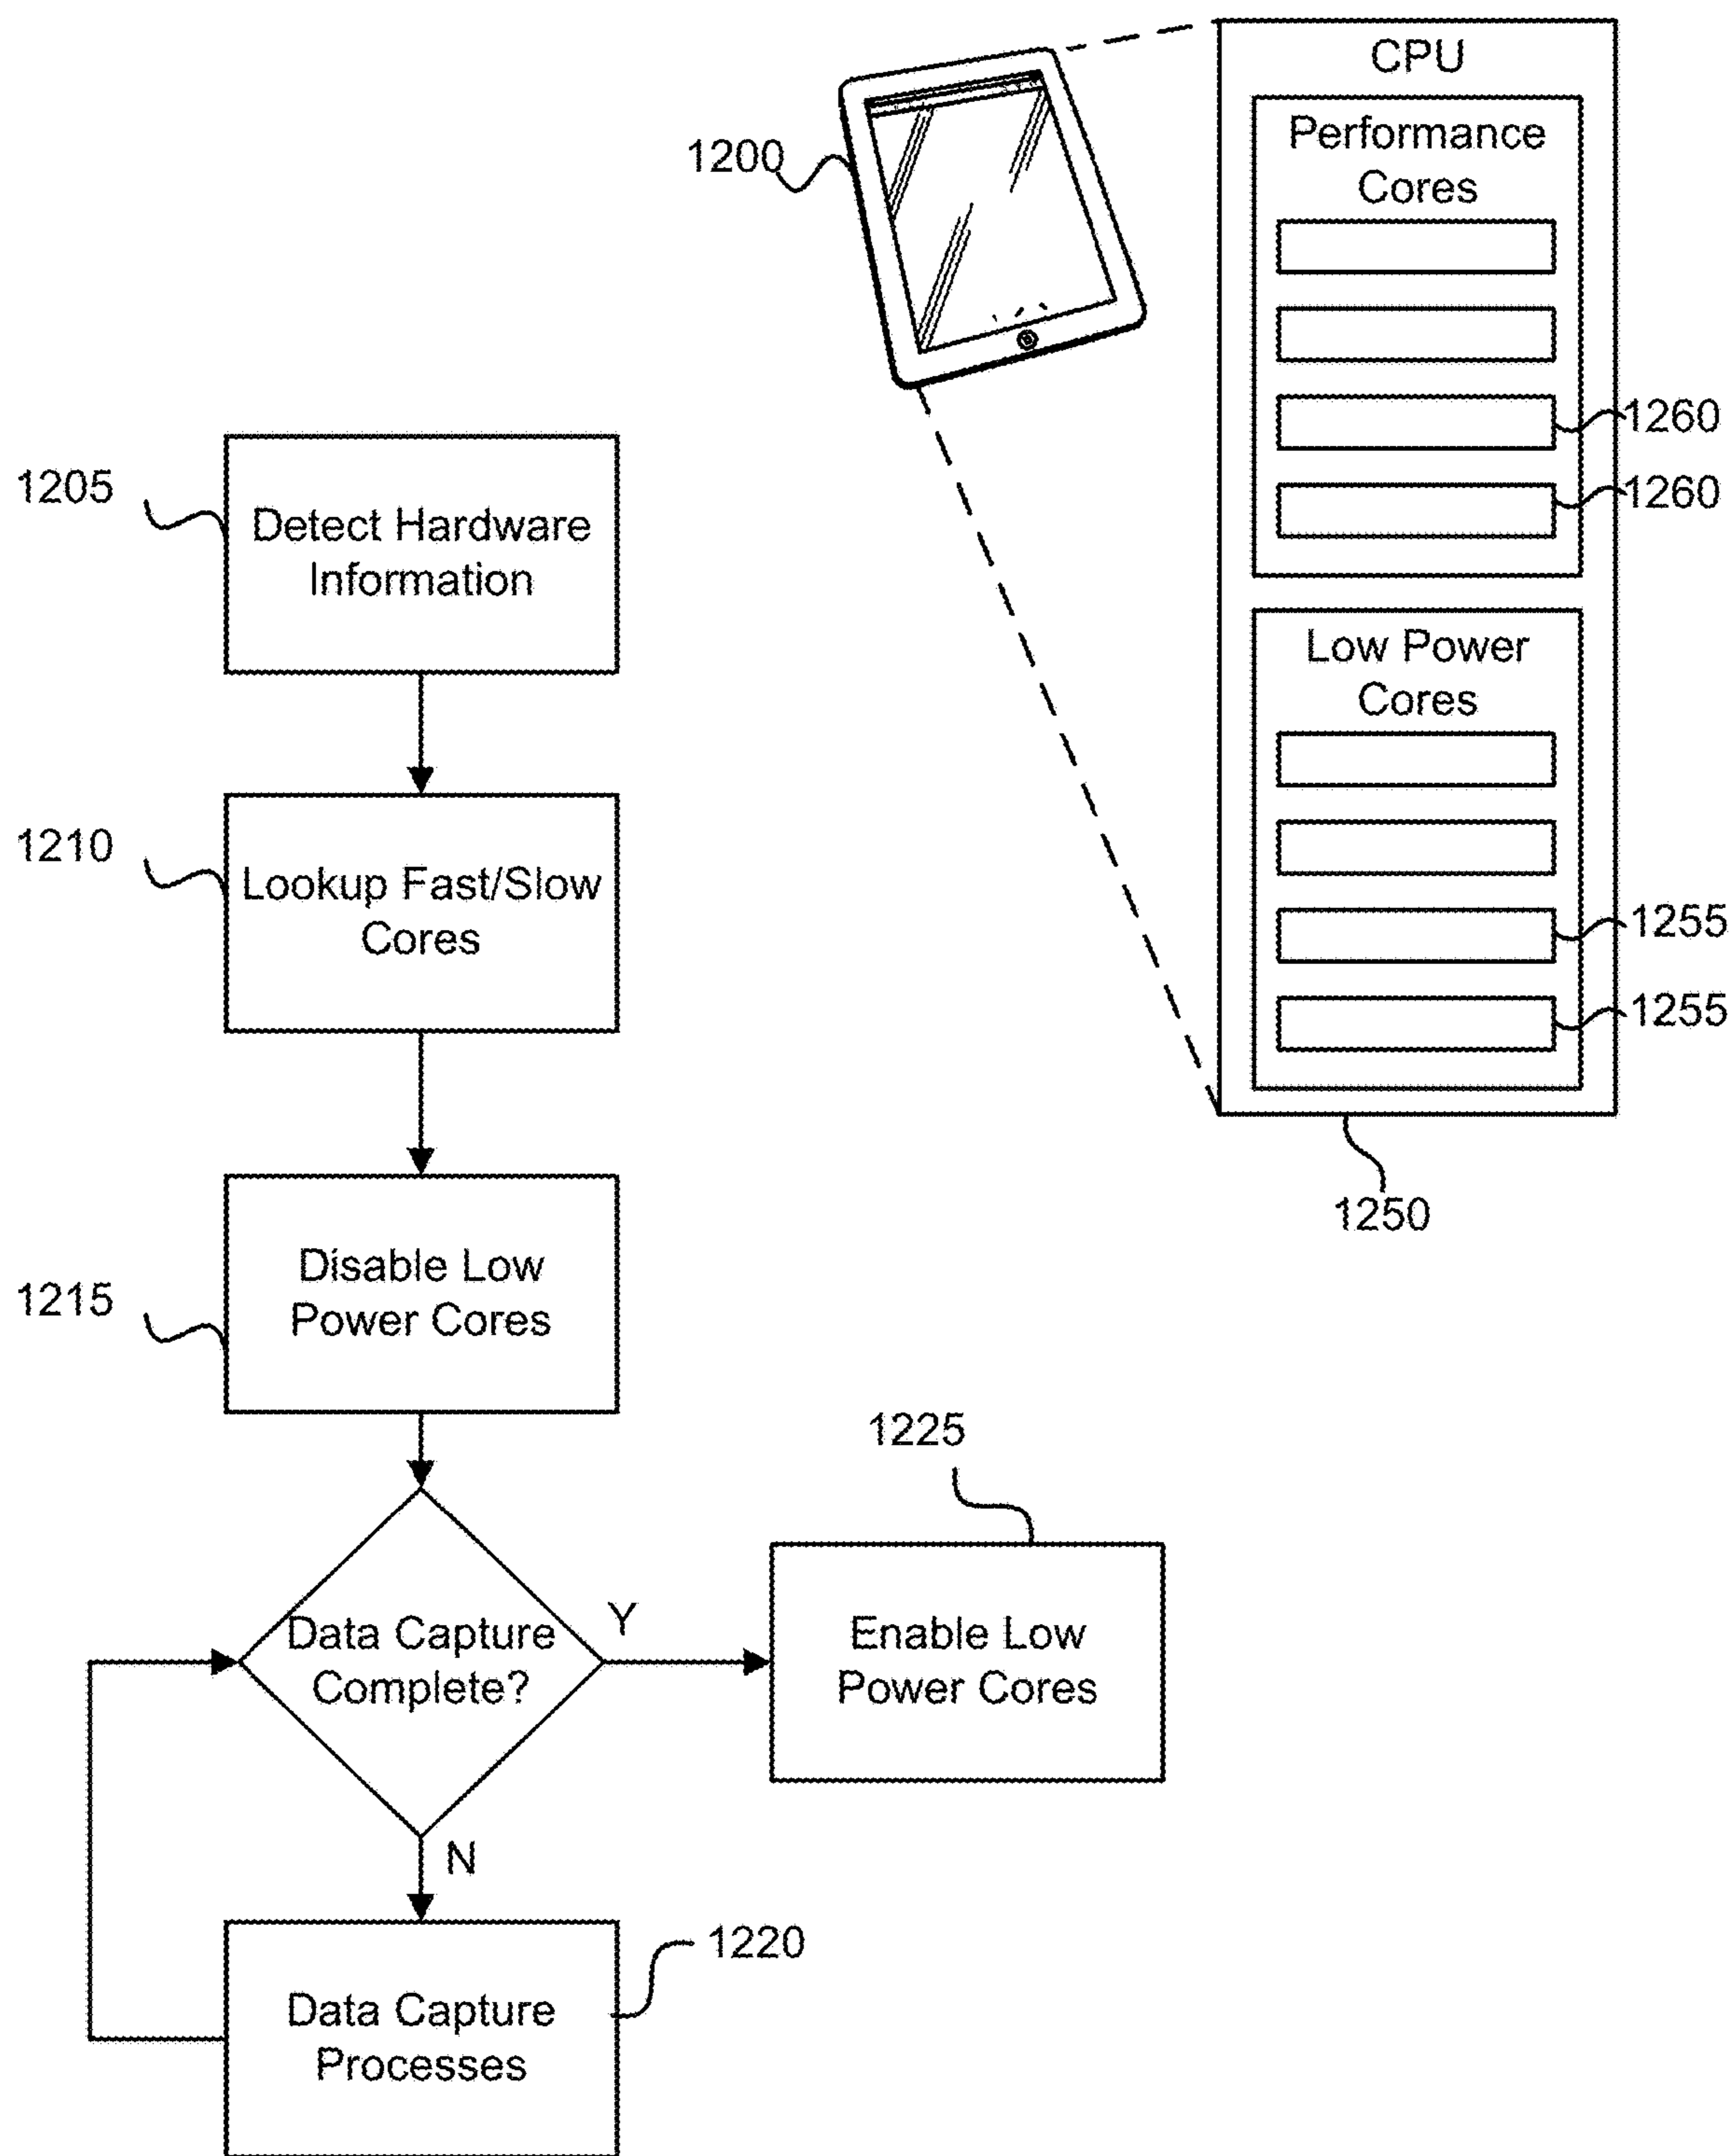 CPU
Performance
Cores
1200
1260
1260
Low Power
Cores
1255
1255
1250
1205
Detect Hardware
Information
1210
Lookup Fast/Slow
Cores
1215
Disable Low
Power Cores
1225
Data Capture
Complete?
Y
Enable Low
Power Cores
N
1220
Data Capture
Processes